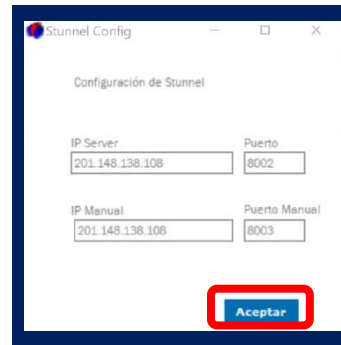 Stunnel Config
Configuración de Stunnel
IP Server Puerto
201.148.138.108 8002
IP Manual Puerto Manual
201.148.138.108 8003
Aceptar